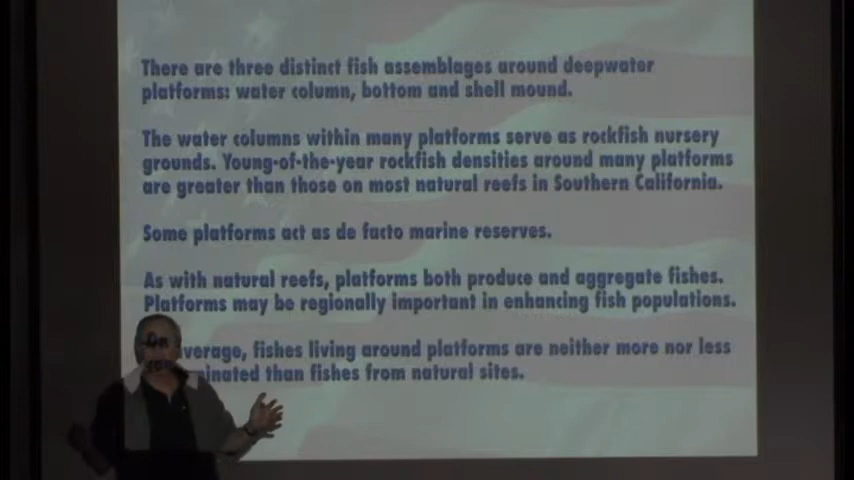 There are three distinct fish assemblages around deepwater
platforms: water column, bottom and shell mound.
The water columns within many platforms serve as rockfish nursery
grounds. Young-of-the-year rockfish densities around many platforms
are greater than those on most natural reefs in Southern California.
Some platforms act as de facto marine reserves.
As with natural reefs, platforms both produce and aggregate fishes.
Platforms may be regionally important in enhancing fish populations.
On average, fishes living around platforms are neither more nor less
than fishes from natural sites.